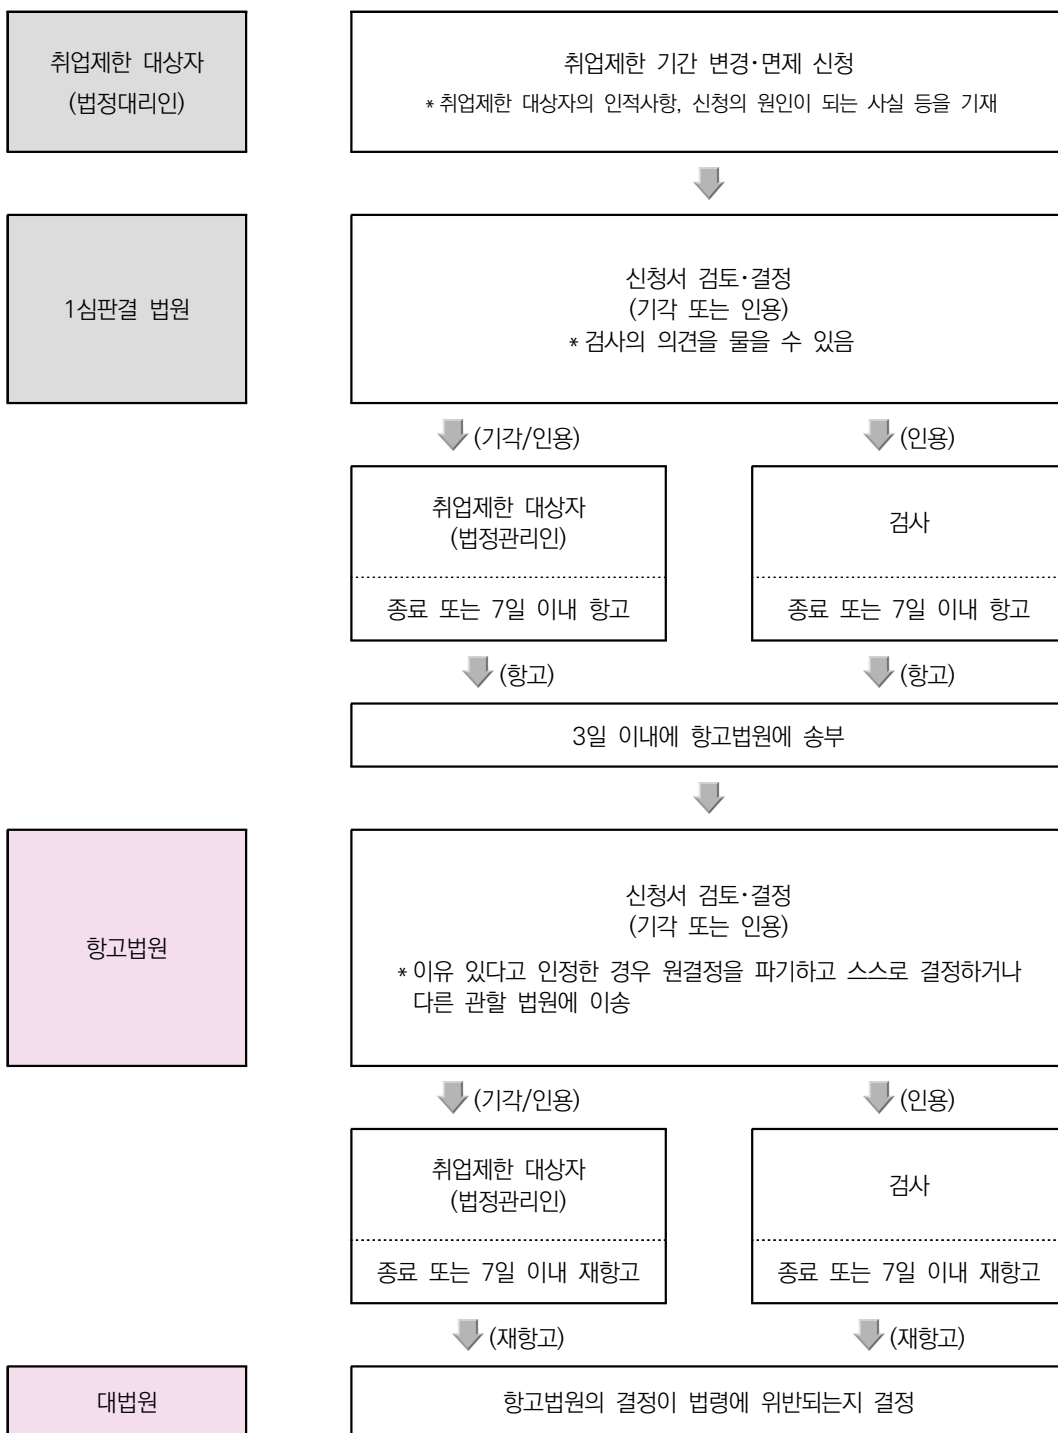 취업제한 대상자
(법정대리인)
취업제한 기간 변경·면제 신청
* 취업제한 대상자의 인적사항, 신청의 원인이 되는 사실 등을 기재
1심판결 법원
신청서 검토·결정
(기각 또는 인용)
* 검사의 의견을 물을 수 있음
(기각/인용)
(인용)
취업제한 대상자
(법정관리인)
검사
종료 또는 7일 이내 항고
종료 또는 7일 이내 항고
(항고)
(항고)
3일 이내에 항고법원에 송부
항고법원
신청서 검토·결정
(기각 또는 인용)
* 이유 있다고 인정한 경우 원결정을 파기하고 스스로 결정하거나
다른 관할 법원에 이송
(기각/인용)
(인용)
취업제한 대상자
(법정관리인)
검사
종료 또는 7일 이내 재항고
종료 또는 7일 이내 재항고
(재항고)
(재항고)
대법원
항고법원의 결정이 법령에 위반되는지 결정